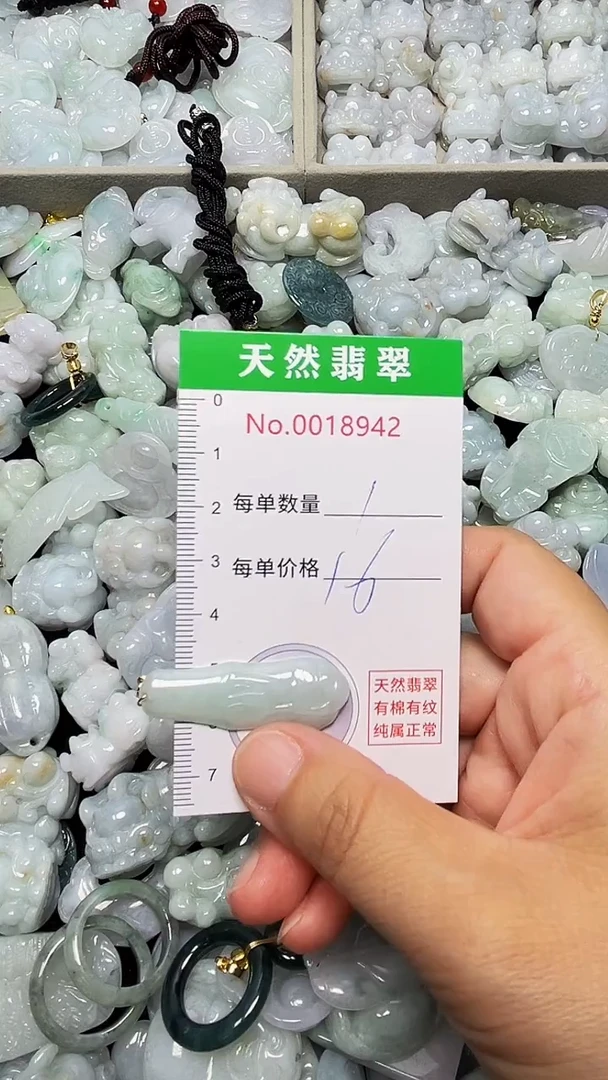 天然翡翠
0
No.0018942
1
2 每单数量 1
3 每单价格 16
4
天然翡翠
有棉有纹
纯属正常
7